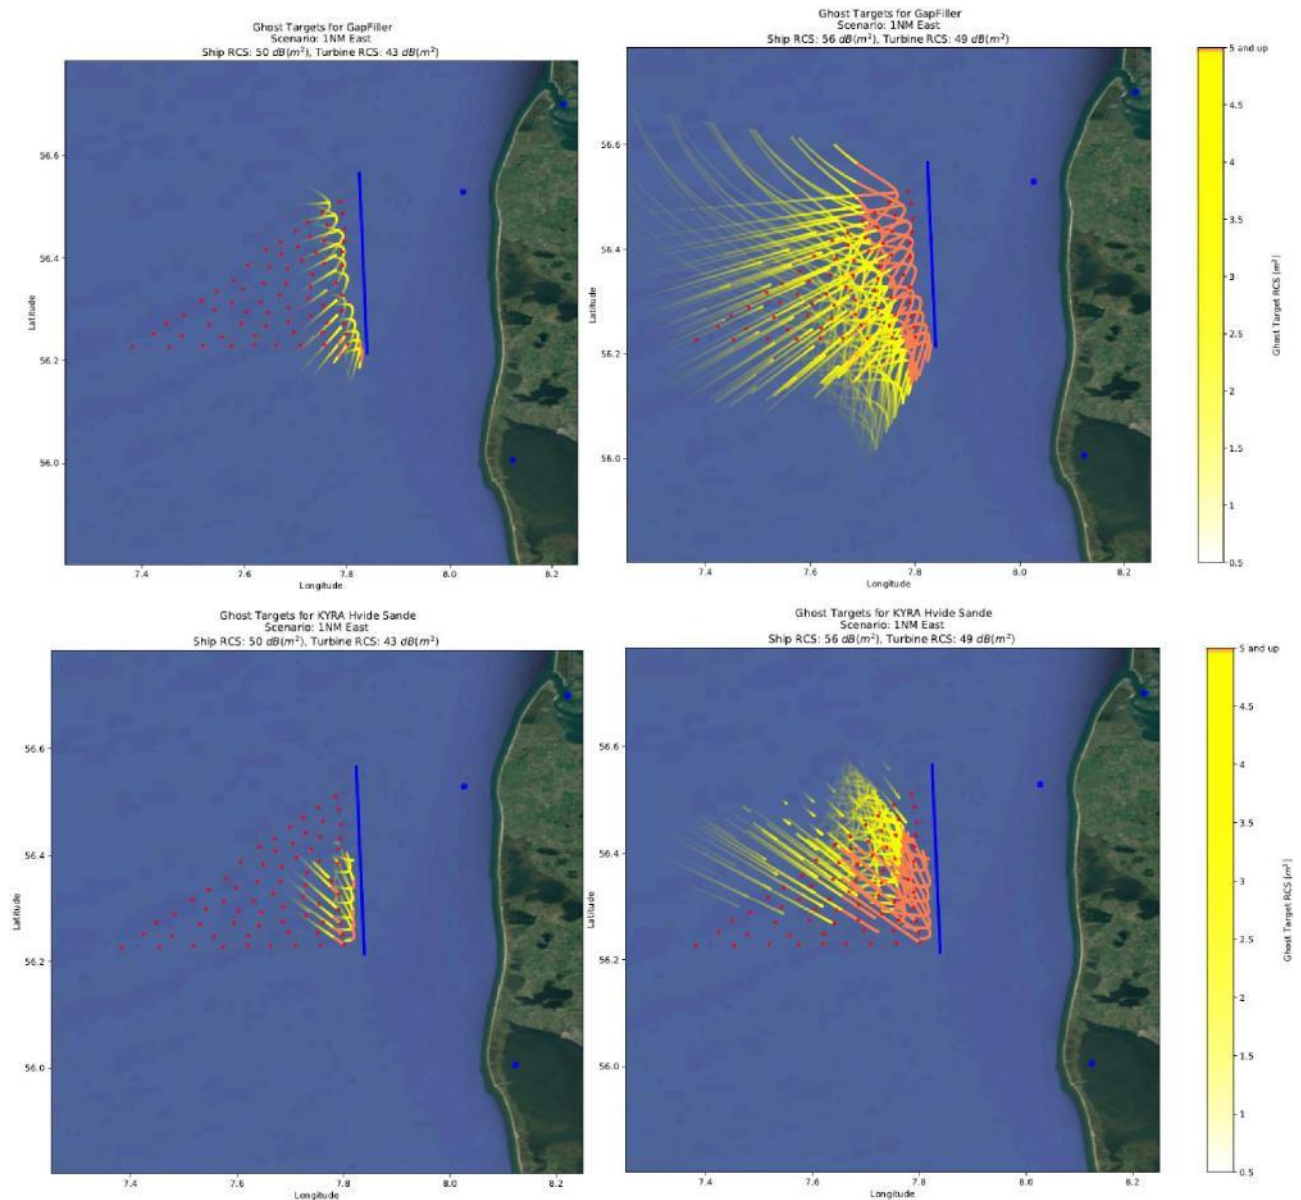 Ghost Targets for GapFiller
Scenario: 1NM East
Ship RCS: 50 dB(m²), Turbine RCS: 43 dB(m²)
56.6
56.4
56.2
56.0
Latitude
7.4
7.6
7.8
8.0
8.2
Longitude
Ghost Targets for GapFiller
Scenario: 1NM East
Ship RCS: 56 dB(m²), Turbine RCS: 49 dB(m²)
56.6
56.4
56.2
56.0
Latitude
7.4
7.6
7.8
8.0
8.2
Longitude
5 and up
4.5
4
3.5
3
2.5
2
1.5
1
0.5
Ghost Target RCS [m²]
Ghost Targets for KYRA Hvide Sande
Scenario: 1NM East
Ship RCS: 50 dB(m²), Turbine RCS: 43 dB(m²)
56.6
56.4
56.2
56.0
Latitude
7.4
7.6
7.8
8.0
8.2
Longitude
Ghost Targets for KYRA Hvide Sande
Scenario: 1NM East
Ship RCS: 56 dB(m²), Turbine RCS: 49 dB(m²)
56.6
56.4
56.2
56.0
Latitude
7.4
7.6
7.8
8.0
8.2
Longitude
5 and up
4.5
4
3.5
3
2.5
2
1.5
1
0.5
Ghost Target RCS [m²]